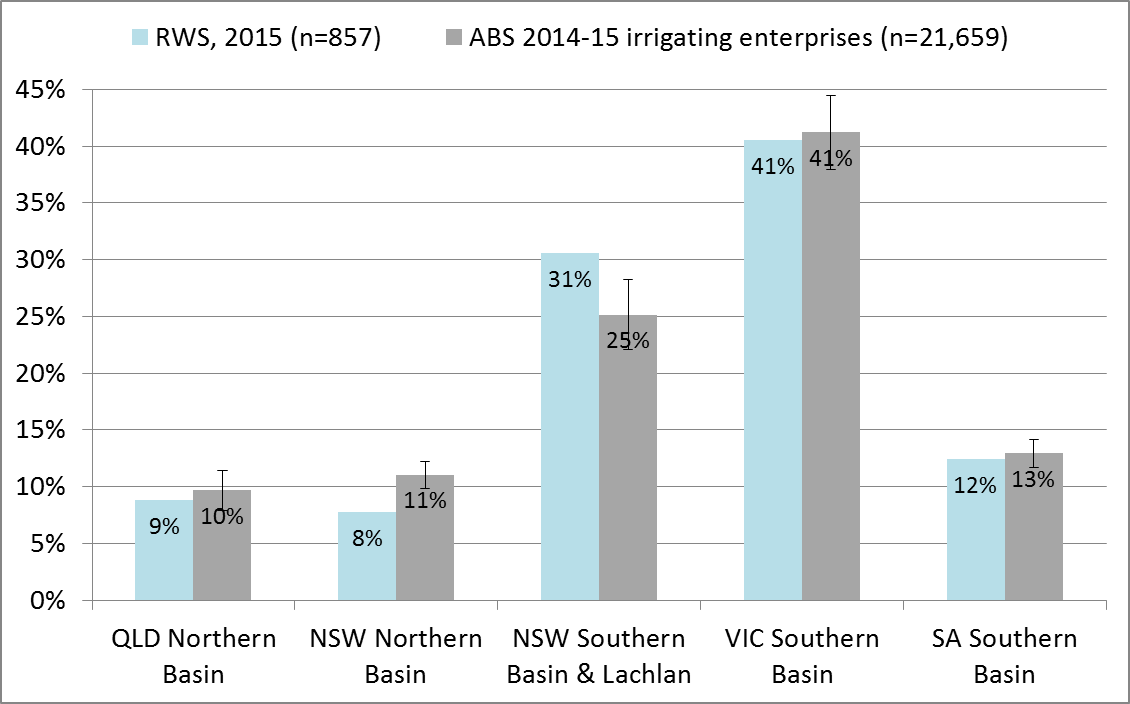 RWS, 2015 (n=857) ABS 2014-15 irrigating enterprises (n=21,659)
45%
40%
35%
30%
25%
20%
15%
10%
5%
0%
9% 10% 8% 11% 31% 25% 41% 41% 12% 13%
QLD Northern Basin
NSW Northern Basin
NSW Southern Basin & Lachlan
VIC Southern Basin
SA Southern Basin